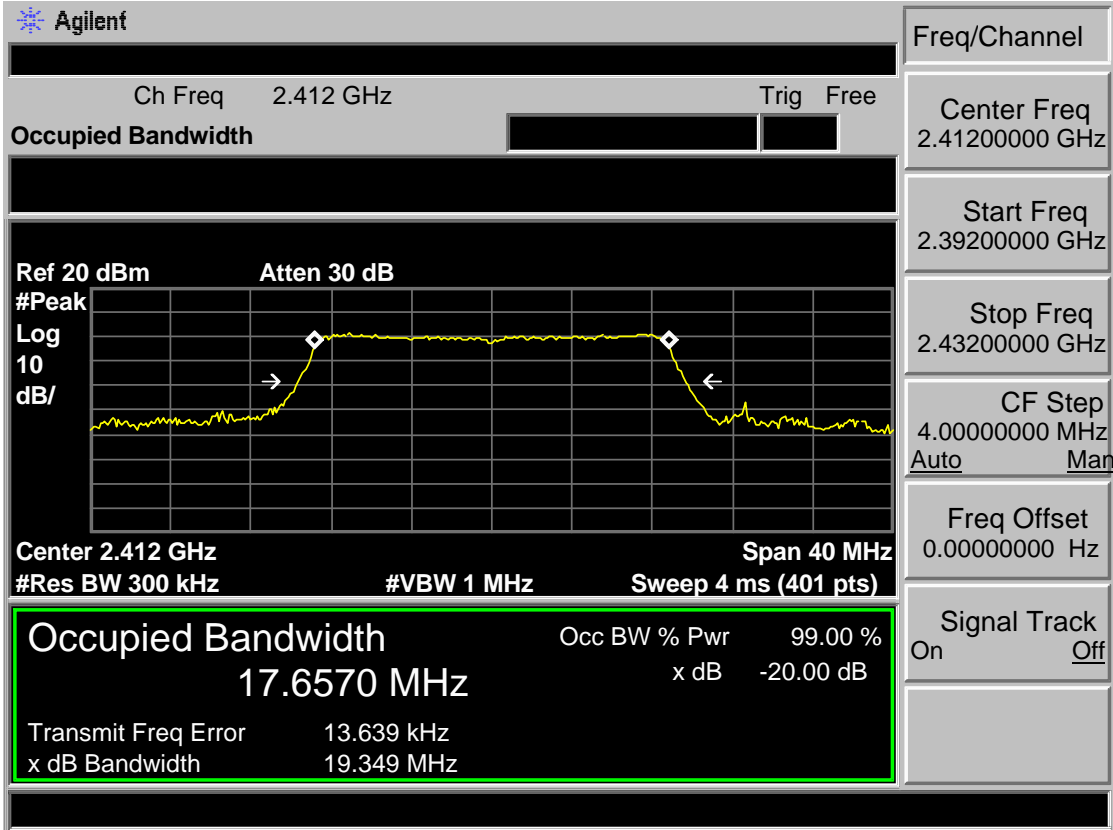 Agilent
Freq/Channel
Ch Freq 2.412 GHz Trig Free
Occupied Bandwidth
Center Freq
2.41200000 GHz
Start Freq
2.39200000 GHz
Stop Freq
2.43200000 GHz
CF Step
4.00000000 MHz
Auto Man
Freq Offset
0.00000000 Hz
Signal Track
On Off
Ref 20 dBm Atten 30 dB
#Peak
Log
10
dB/
Center 2.412 GHz Span 40 MHz
#Res BW 300 kHz #VBW 1 MHz Sweep 4 ms (401 pts)
Occupied Bandwidth
17.6570 MHz
Occ BW % Pwr 99.00 %
x dB -20.00 dB
Transmit Freq Error 13.639 kHz
x dB Bandwidth 19.349 MHz